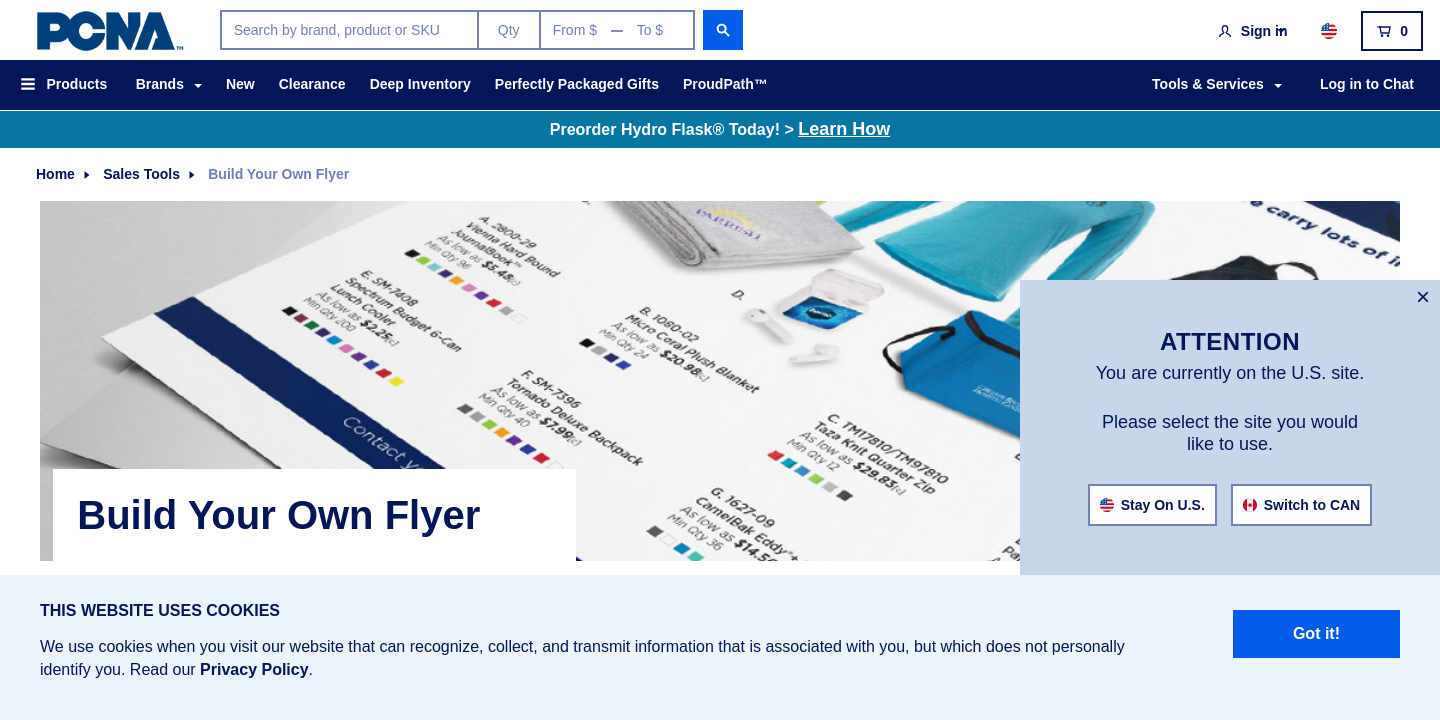 PCNA™
Search by brand, product or SKU
Qty
From $ — To $
Sign in
0
Products
Brands
New
Clearance
Deep Inventory
Perfectly Packaged Gifts
ProudPath™
Tools & Services
Log in to Chat
Preorder Hydro Flask® Today! > Learn How
Home
Sales Tools
Build Your Own Flyer
A. 2800-29
Vienna Hard Bound
JournalBook™
Min Qty 96
As low as $5.48(c)
E. SM-7408
Spectrum Budget 6-Can
Lunch Cooler
As low as $2.25(c)
Min Qty 200
Contact y
PARRISH
D.
B. 1080-02
Micro Coral Plush Blanket
As low as $20.98(c)
Min Qty 24
F. SM-7596
Tornado Deluxe Backpack
As low as $7.99(c)
Min Qty 40
C. TM17810/TM97810
Taza Knit Quarter Zip
As low as $29.83(c)
Min Qty 12
G. 1627-09
CamelBak Eddy®+
As low as $14.50
Min Qty 36
e carry lots of it
Build Your Own Flyer
×
ATTENTION
You are currently on the U.S. site.
Please select the site you would
like to use.
Stay On U.S.
Switch to CAN
THIS WEBSITE USES COOKIES
We use cookies when you visit our website that can recognize, collect, and transmit information that is associated with you, but which does not personally
identify you. Read our Privacy Policy.
Got it!